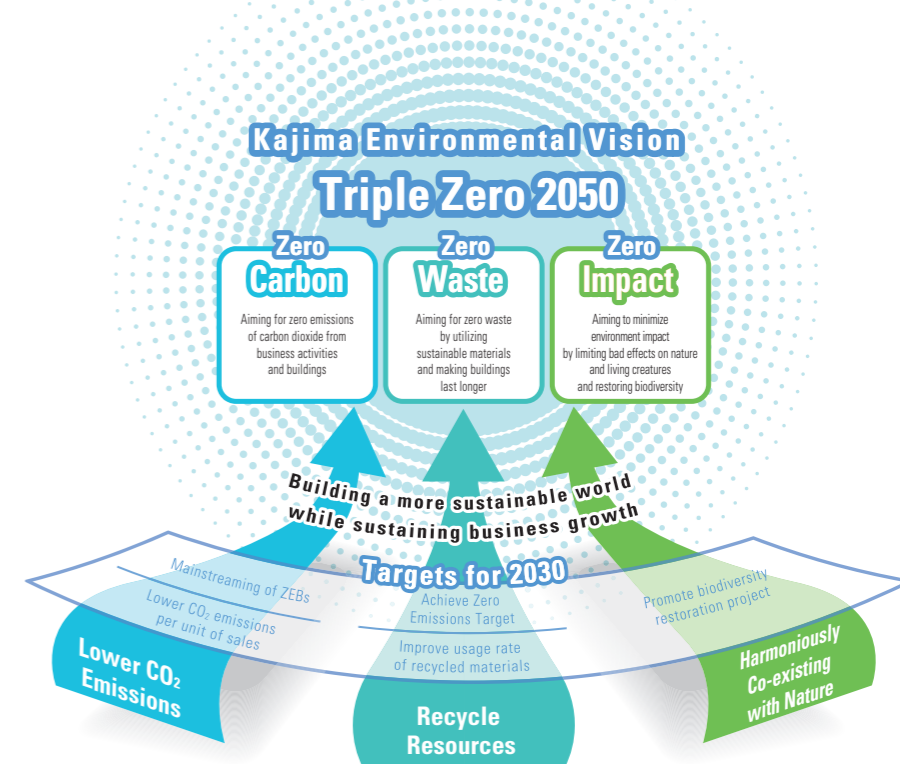 Kajima Environmental Vision
Triple Zero 2050
Zero
Carbon
Aiming for zero emissions
of carbon dioxide from
business activities
and buildings
Zero
Waste
Aiming for zero waste
by utilizing
sustainable materials
and making buildings
last longer
Zero
Impact
Aiming to minimize
environment impact
by limiting bad effects on nature
and living creatures
and restoring biodiversity
Building a more sustainable world
while sustaining business growth
Targets for 2030
Mainstreaming of ZEBs
Lower CO₂ emissions
per unit of sales
Achieve Zero
Emissions Target
Improve usage rate
of recycled materials
Promote biodiversity
restoration project
Lower CO₂
Emissions
Recycle
Resources
Harmoniously
Co-existing
with Nature